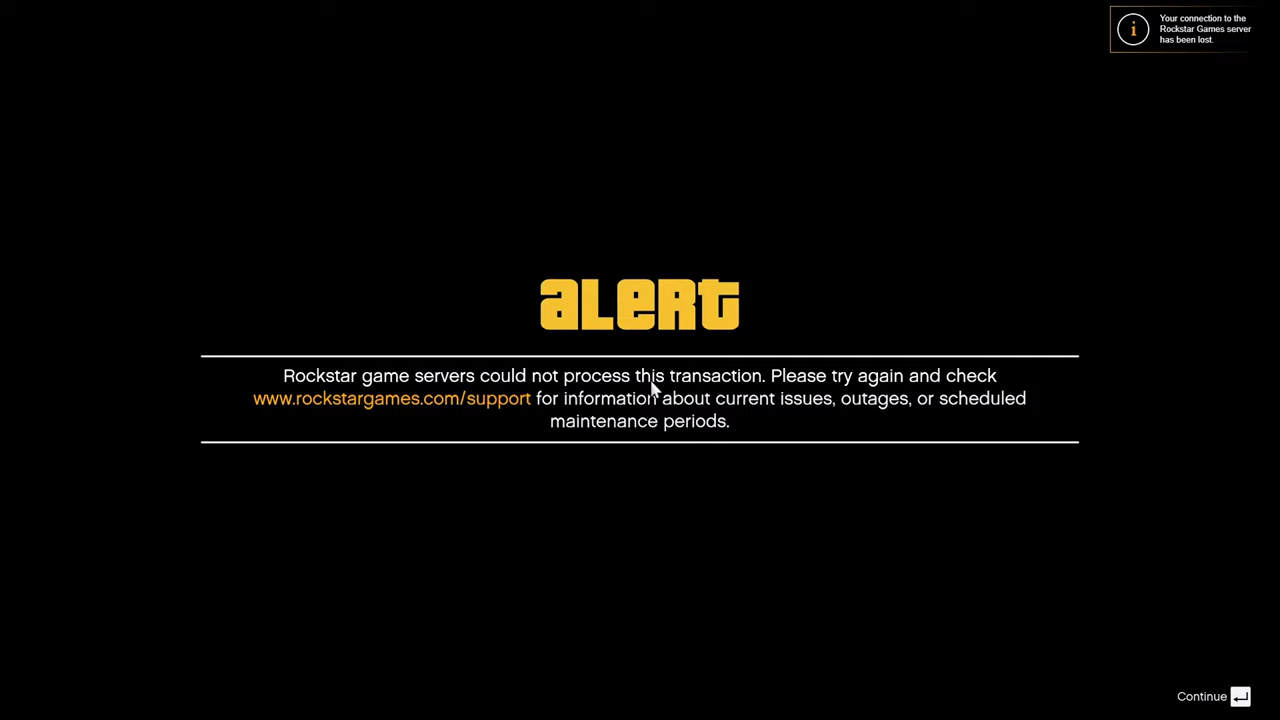 Your connection to the
Rockstar Games server
has been lost.
aLeRt
Rockstar game servers could not process this transaction. Please try again and check
www.rockstargames.com/support for information about current issues, outages, or scheduled
maintenance periods.
Continue